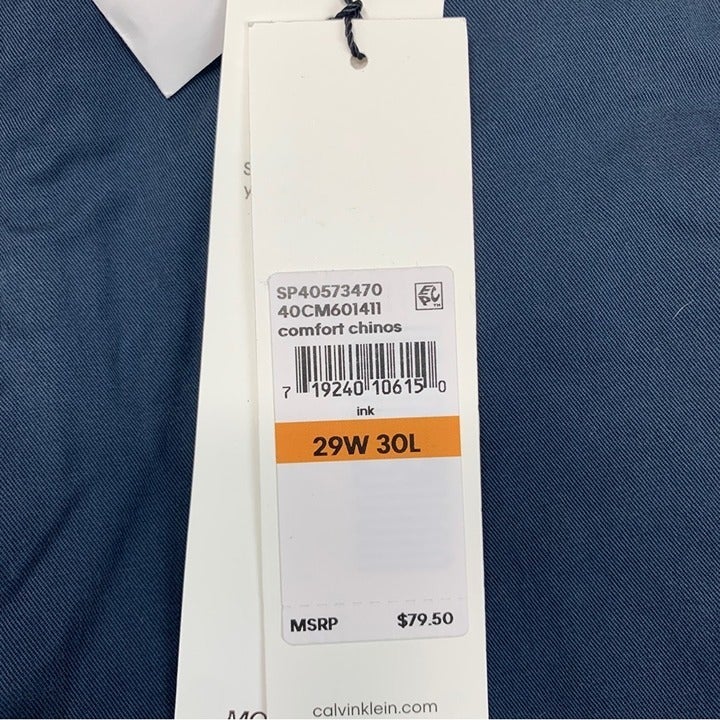 SP40573470
40CM601411
comfort chinos
7 19240 10615 0
ink
29W 30L
MSRP $79.50
calvinklein.com